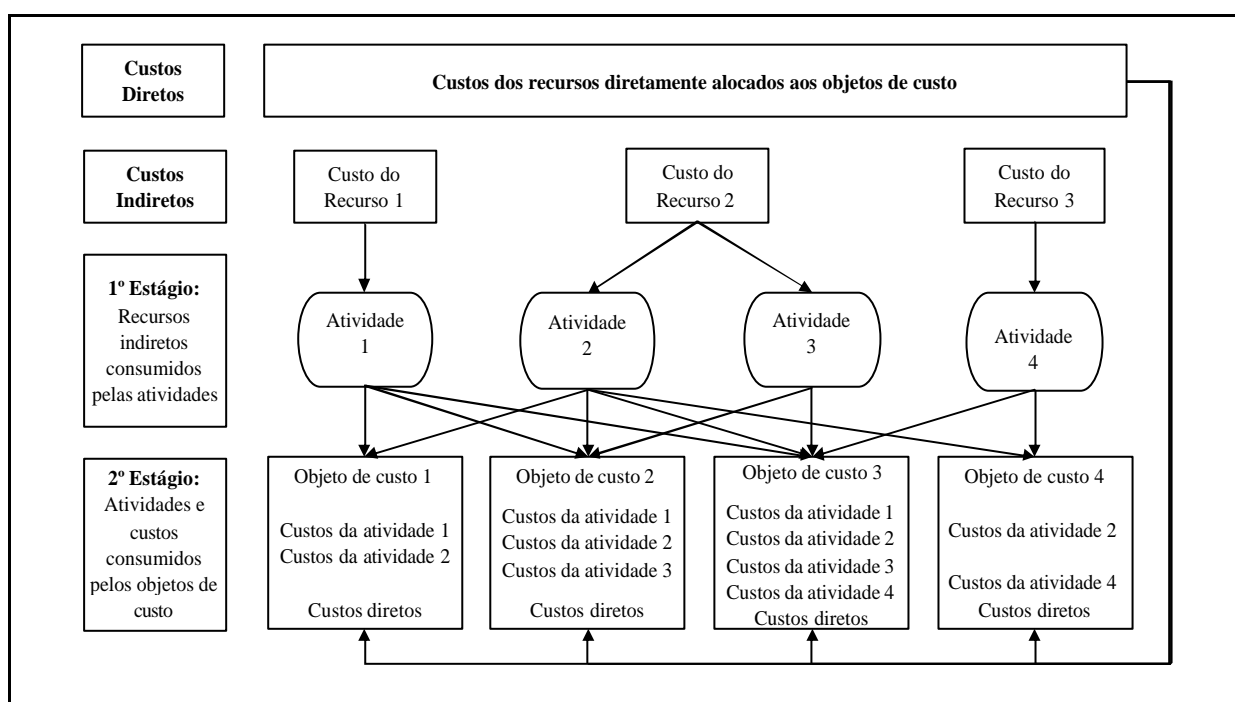 Custos
Diretos
Custos dos recursos diretamente alocados aos objetos de custo
Custos
Indiretos
Custo do
Recurso 1
Custo do
Recurso 2
Custo do
Recurso 3
1º Estágio:
Recursos
indiretos
consumidos
pelas atividades
Atividade
1
Atividade
2
Atividade
3
Atividade
4
2º Estágio:
Atividades e
custos
consumidos
pelos objetos de
custo
Objeto de custo 1
Custos da atividade 1
Custos da atividade 2
Custos diretos
Objeto de custo 2
Custos da atividade 1
Custos da atividade 2
Custos da atividade 3
Custos diretos
Objeto de custo 3
Custos da atividade 1
Custos da atividade 2
Custos da atividade 3
Custos da atividade 4
Custos diretos
Objeto de custo 4
Custos da atividade 2
Custos da atividade 4
Custos diretos